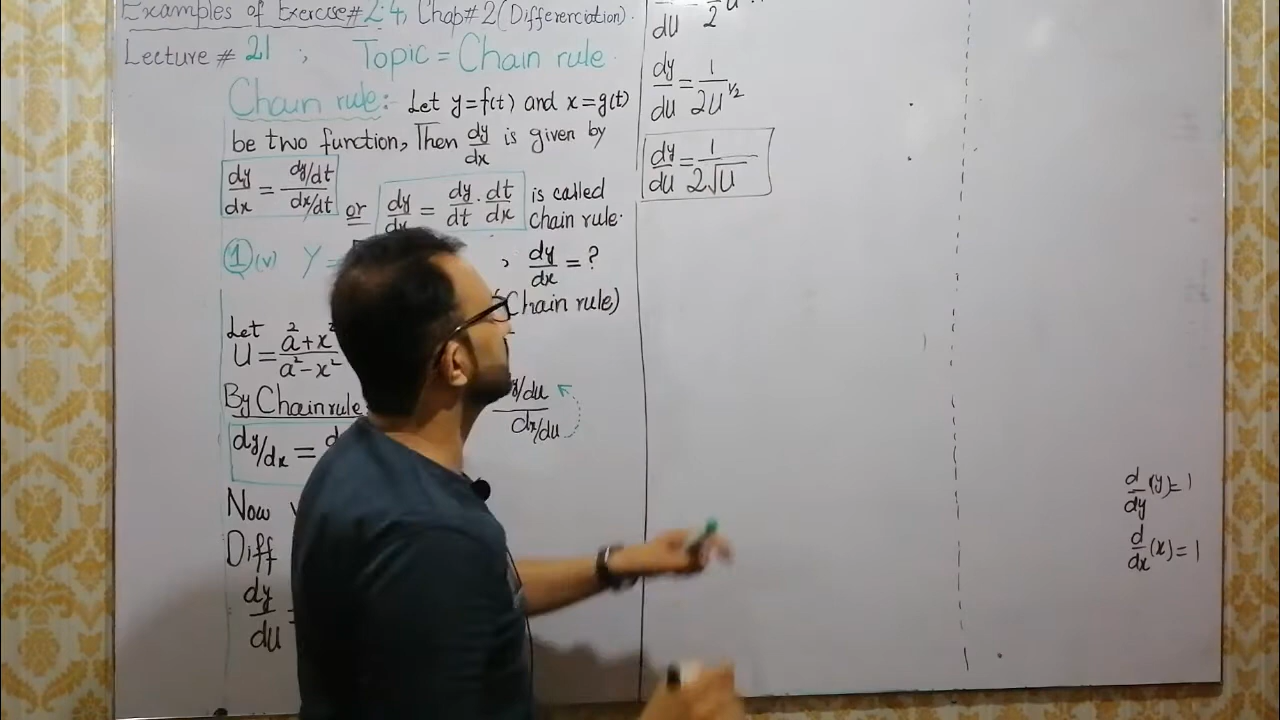 Examples of Exercise# 2.4, Chap#2 (Differenciation).
Lecture # 21 ; Topic = Chain rule
Chain rule: Let y=f(t) and x=g(t)
be two function, Then dy/dx is given by
dy/dx = (dy/dt)/(dx/dt) or dy/dx = dy/dt . dt/dx is called
chain rule.
Q1 (v) y= , dy/dx = ?
(Chain rule)
Let
U = (a²+x²)/(a²-x²)
By Chain rule
dy/dx = (dy/du)/(dx/du)
Now
Diff
dy/du =
dy/du = 1/(2U^1/2)
dy/du = 1/(2√U)
d/dy (y)=1
d/dx (x)=1